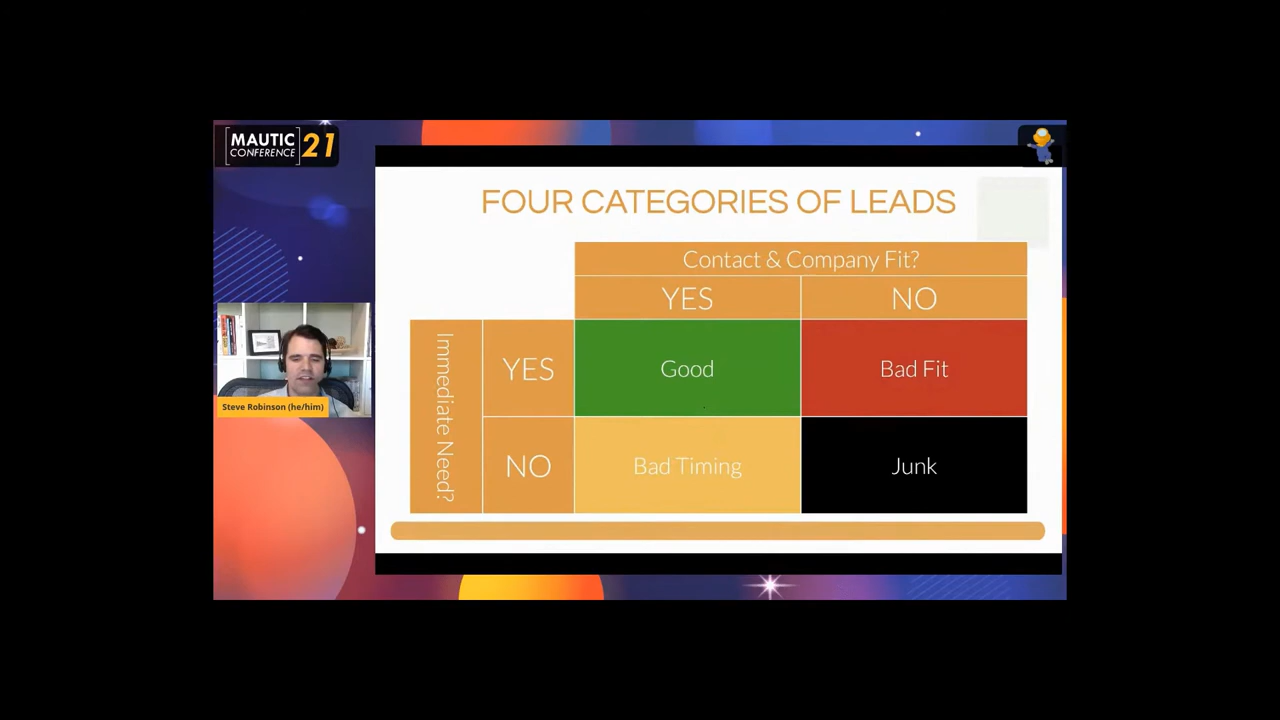 MAUTIC
CONFERENCE
21
FOUR CATEGORIES OF LEADS
Contact & Company Fit?
YES
NO
Immediate Need?
YES
Good
Bad Fit
NO
Bad Timing
Junk
Steve Robinson (he/him)